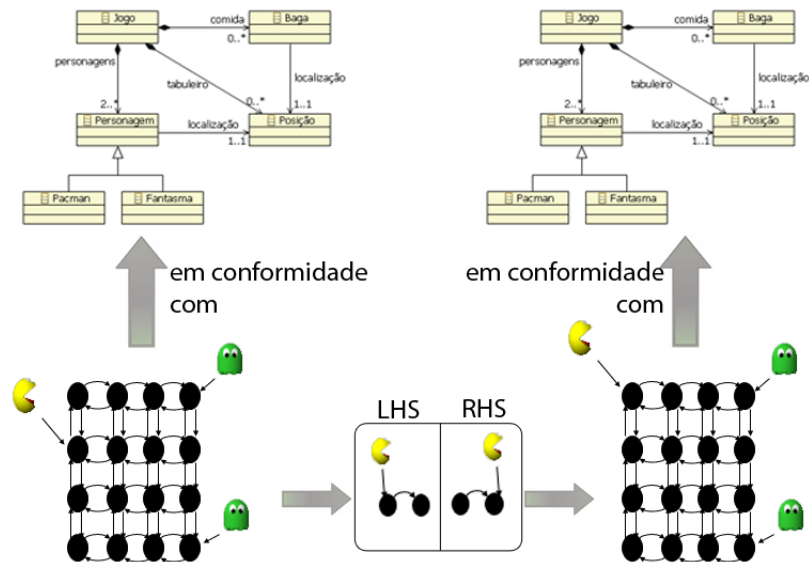 Jogo
comida
0..*
Baga
personagens
tabuleiro
localização
2..*
0..*
1..1
Personagem
localização
1..1
Posição
Pacman
Fantasma
Jogo
comida
0..*
Baga
personagens
tabuleiro
localização
2..*
0..*
1..1
Personagem
localização
1..1
Posição
Pacman
Fantasma
em conformidade
com
em conformidade
com
LHS
RHS